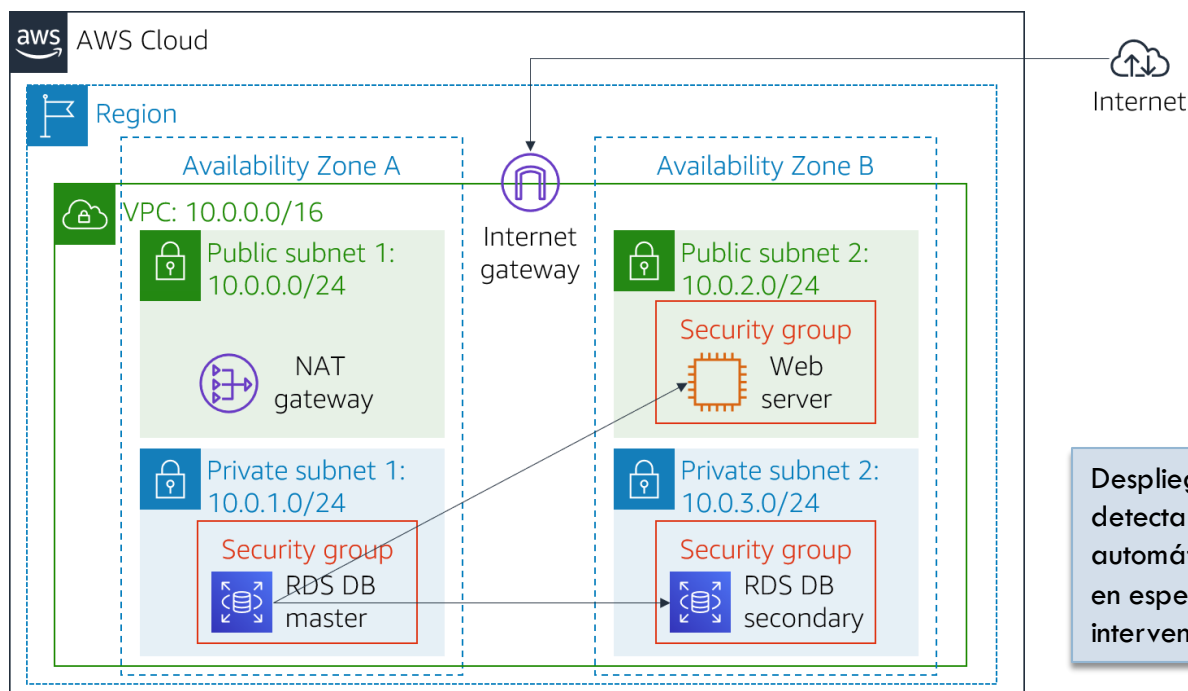 aws
AWS Cloud
Internet
Region
Availability Zone A
Availability Zone B
VPC: 10.0.0.0/16
Internet
gateway
Public subnet 1:
10.0.0.0/24
NAT
gateway
Public subnet 2:
10.0.2.0/24
Security group
Web
server
Private subnet 1:
10.0.1.0/24
Security group
RDS DB
master
Private subnet 2:
10.0.3.0/24
Security group
RDS DB
secondary
detecta
en